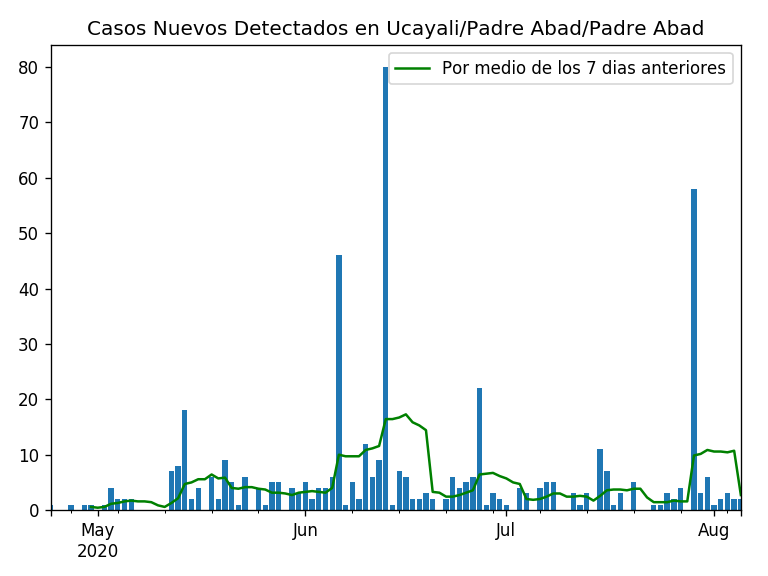 Casos Nuevos Detectados en Ucayali/Padre Abad/Padre Abad
Por medio de los 7 dias anteriores
80
70
60
50
40
30
20
10
0
May
2020
Jun
Jul
Aug